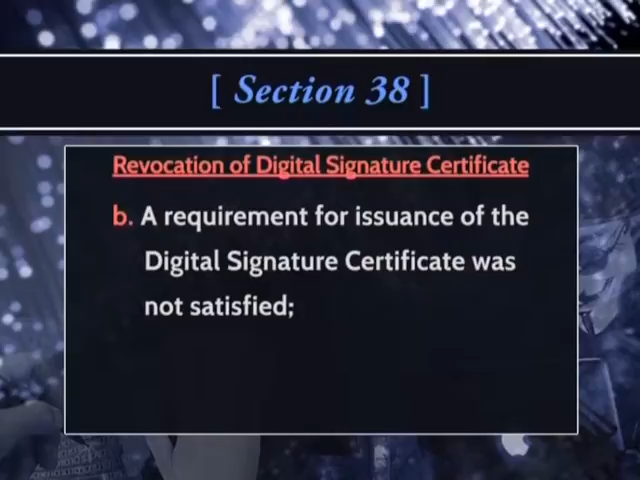 [ Section 38 ]
Revocation of Digital Signature Certificate
b. A requirement for issuance of the
Digital Signature Certificate was
not satisfied;